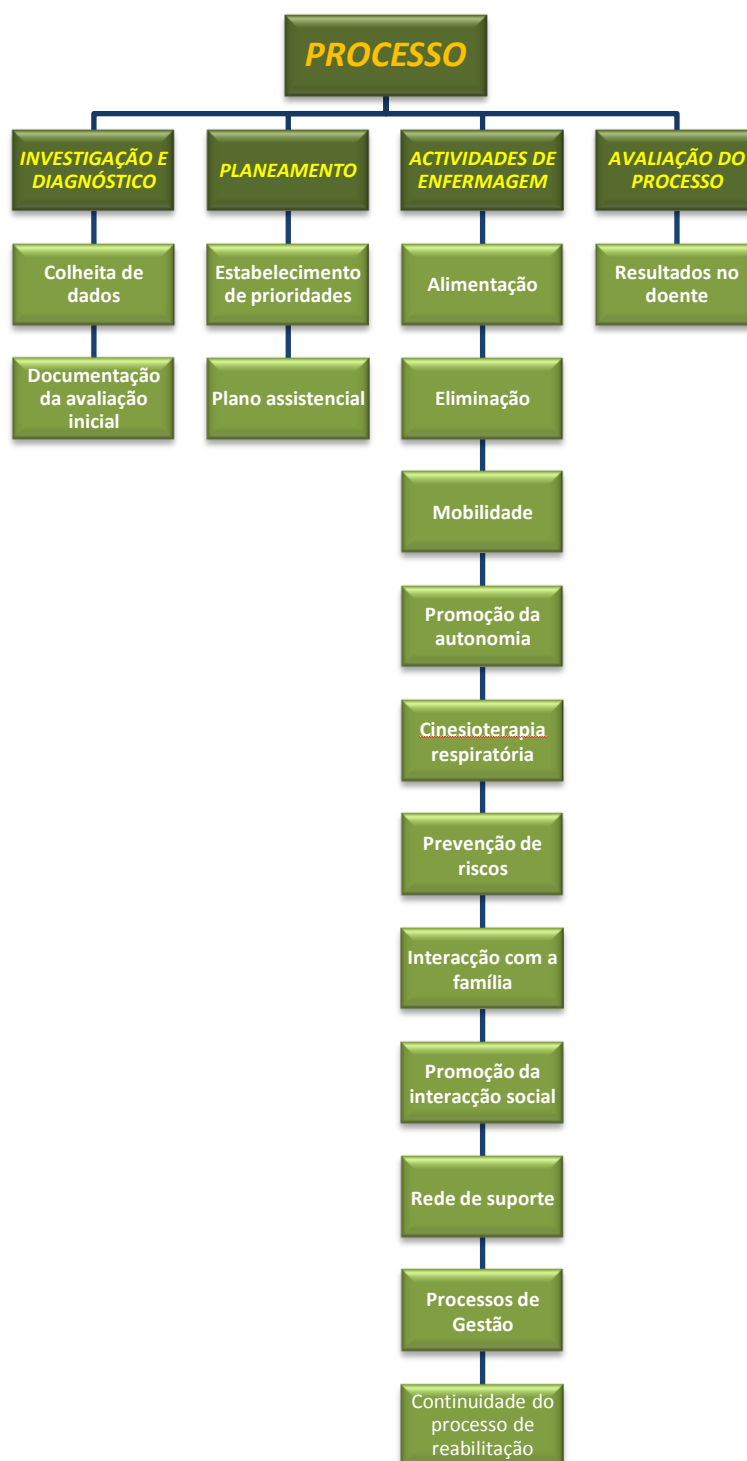 PROCESSO
INVESTIGAÇÃO E
DIAGNÓSTICO
PLANEAMENTO
ACTIVIDADES DE
ENFERMAGEM
AVALIAÇÃO DO
PROCESSO
Colheita de
dados
Documentação
da avaliação
inicial
Estabelecimento
de prioridades
Plano assistencial
Alimentação
Eliminação
Mobilidade
Promoção da
autonomia
Cinesioterapia
respiratória
Prevenção de
riscos
Interacção com a
família
Promoção da
interacção social
Rede de suporte
Processos de
Gestão
Continuidade do
processo de
reabilitação
Resultados no
doente